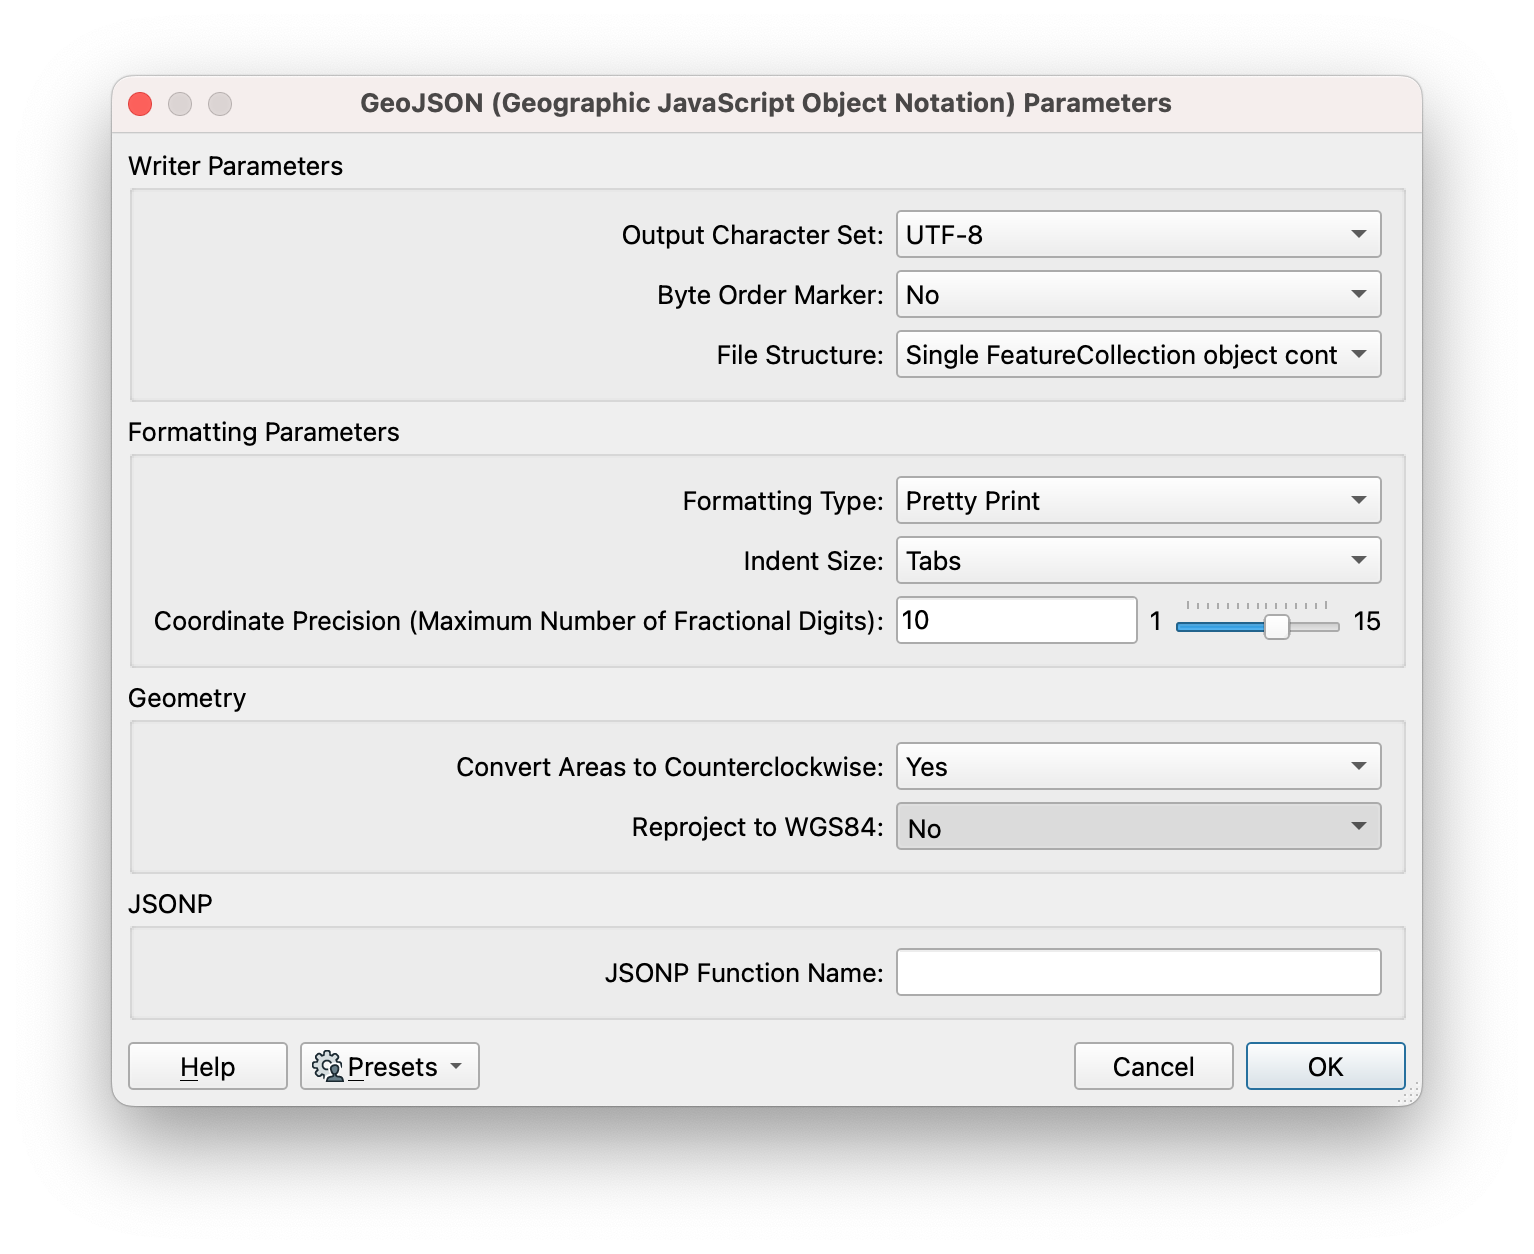 GeoJSON (Geographic JavaScript Object Notation) Parameters
Writer Parameters
Output Character Set: UTF-8
Byte Order Marker: No
File Structure: Single FeatureCollection object cont
Formatting Parameters
Formatting Type: Pretty Print
Indent Size: Tabs
Coordinate Precision (Maximum Number of Fractional Digits): 10 1 15
Geometry
Convert Areas to Counterclockwise: Yes
Reproject to WGS84: No
JSONP
JSONP Function Name:
Help Presets Cancel OK